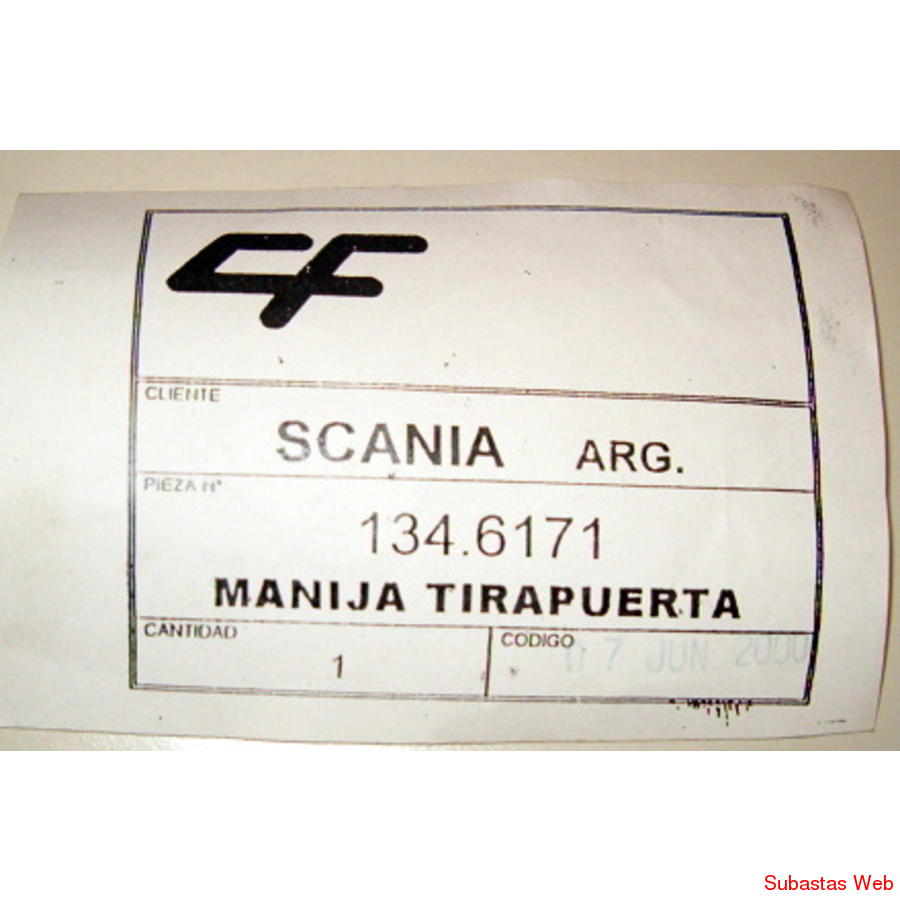 CF
CLIENTE
SCANIA ARG.
PIEZA Nº
134.6171
MANIJA TIRAPUERTA
CANTIDAD
CODIGO
1
07 JUN 2000
Subastas Web